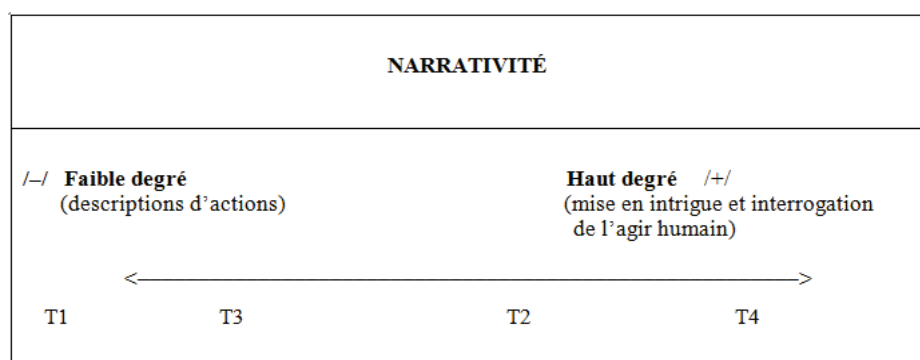 NARRATIVITÉ
/–/ Faible degré Haut degré /+/
(descriptions d’actions) (mise en intrigue et interrogation
de l’agir humain)
T1 T3 T2 T4